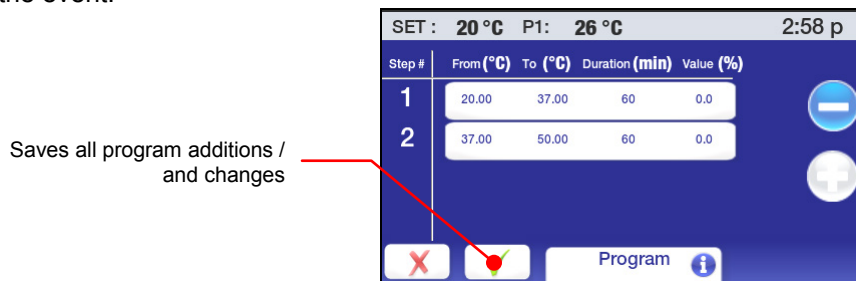 the event.
SET : 20 °C P1: 26 °C 2:58 p
Step # From (°C) To (°C) Duration (min) Value (%)
1 20.00 37.00 60 0.0
2 37.00 50.00 60 0.0
Saves all program additions /
and changes
Program i